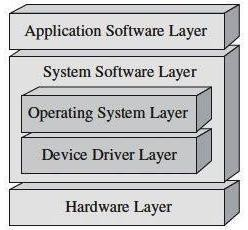 Application Software Layer
System Software Layer
Operating System Layer
Device Driver Layer
Hardware Layer